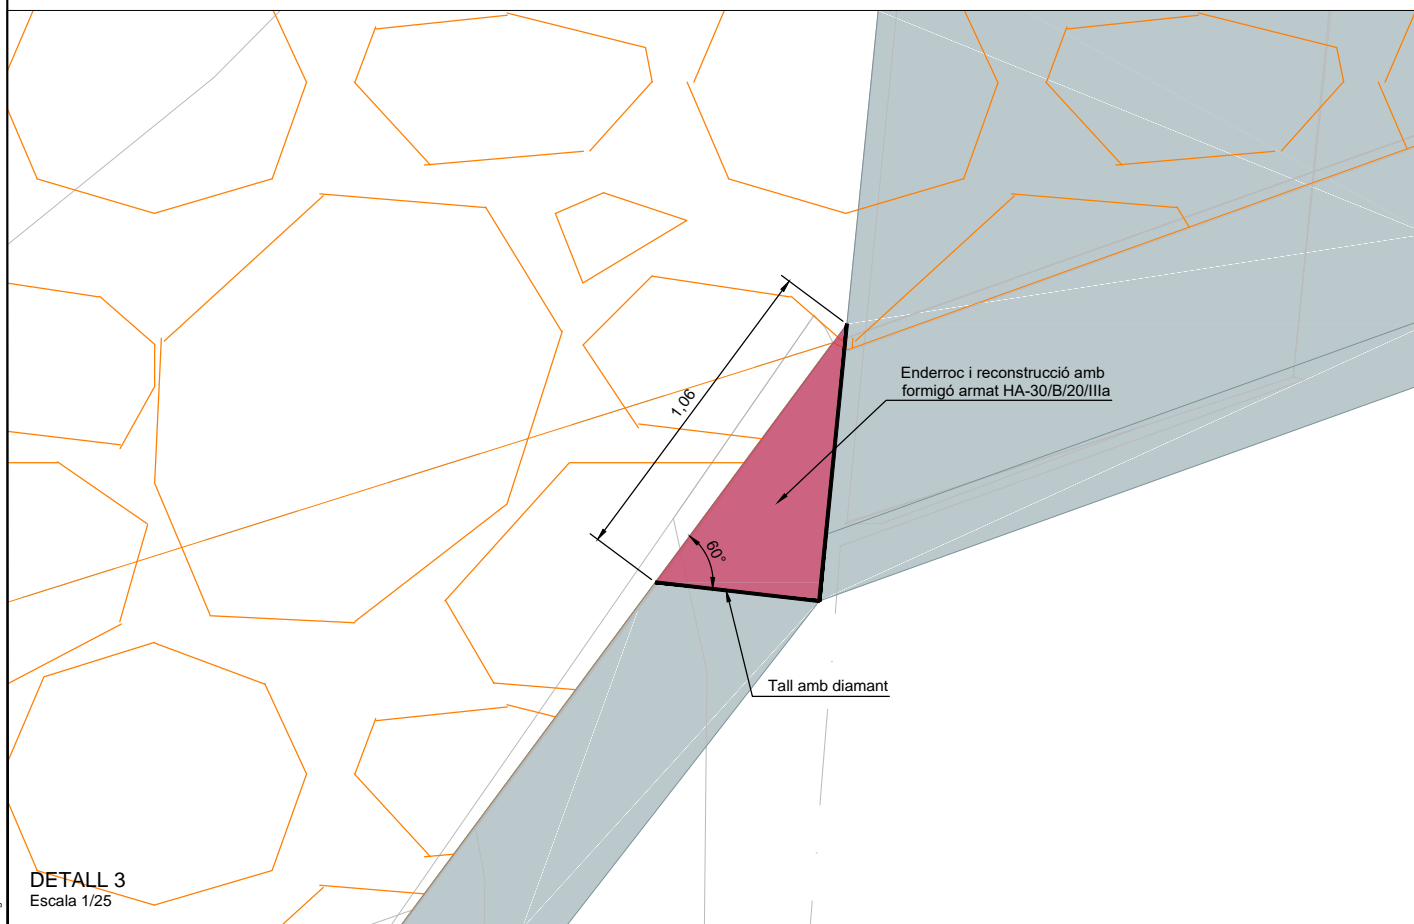 1,06
Enderroc i reconstrucció amb
formigó armat HA-30/B/20/IIIa
60°
Tall amb diamant
DETALL 3
Escala 1/25